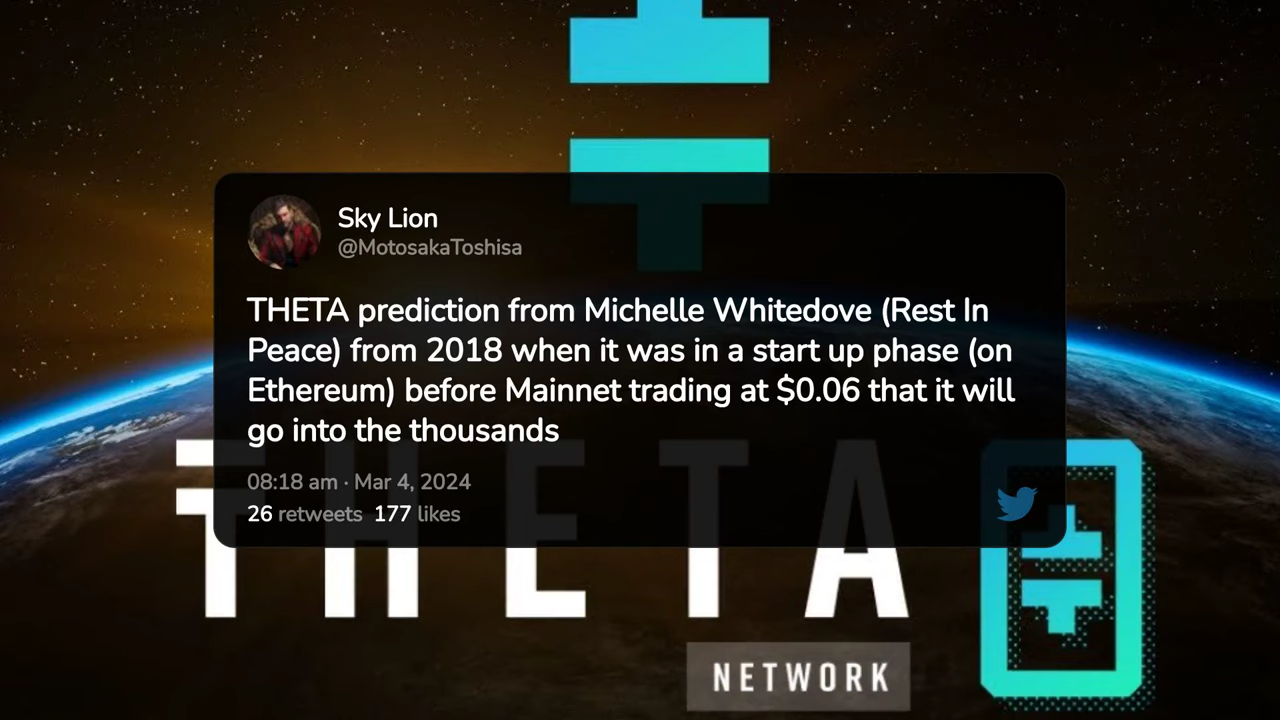 Sky Lion
@MotosakaToshisa
THETA prediction from Michelle Whitedove (Rest In
Peace) from 2018 when it was in a start up phase (on
Ethereum) before Mainnet trading at $0.06 that it will
go into the thousands
08:18 am · Mar 4, 2024
26 retweets 177 likes
THETA
NETWORK